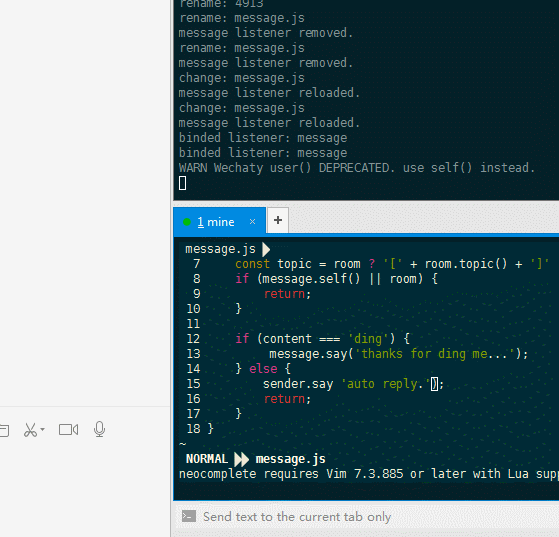 rename: 4913
rename: message.js
message listener removed.
rename: message.js
message listener removed.
change: message.js
message listener reloaded.
change: message.js
message listener reloaded.
binded listener: message
binded listener: message
WARN Wechaty user() DEPRECATED. use self() instead.
1 mine × +
message.js
7 const topic = room ? '[' + room.topic() + ']'
8 if (message.self() || room) {
9 return;
10 }
11
12 if (content === 'ding') {
13 message.say('thanks for ding me...');
14 } else {
15 sender.say 'auto reply.');
16 return;
17 }
18 }
~
NORMAL message.js
neocomplete requires Vim 7.3.885 or later with Lua supp
Send text to the current tab only